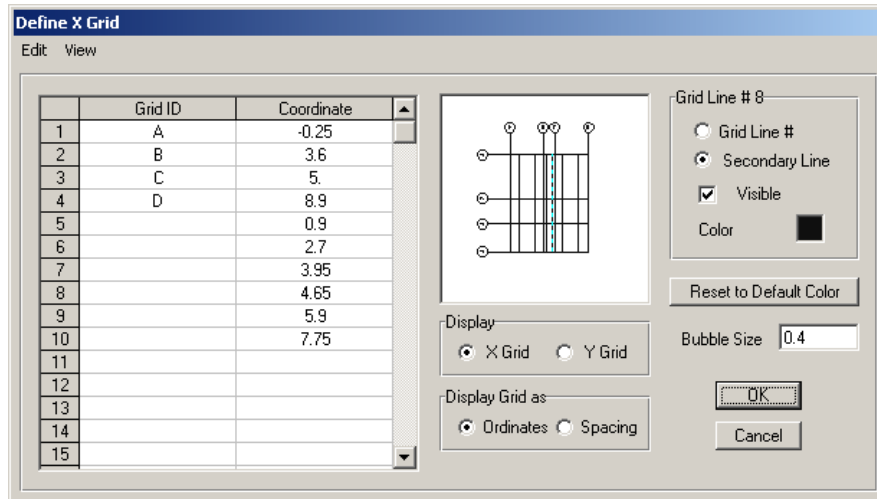 Define X Grid
Edit View
Grid ID Coordinate
1 A -0.25
2 B 3.6
3 C 5.
4 D 8.9
5 0.9
6 2.7
7 3.95
8 4.65
9 5.9
10 7.75
11
12
13
14
15
Grid Line # 8
Grid Line #
Secondary Line
Visible
Color
Reset to Default Color
Display
X Grid Y Grid
Bubble Size 0.4
Display Grid as
Ordinates Spacing
OK
Cancel